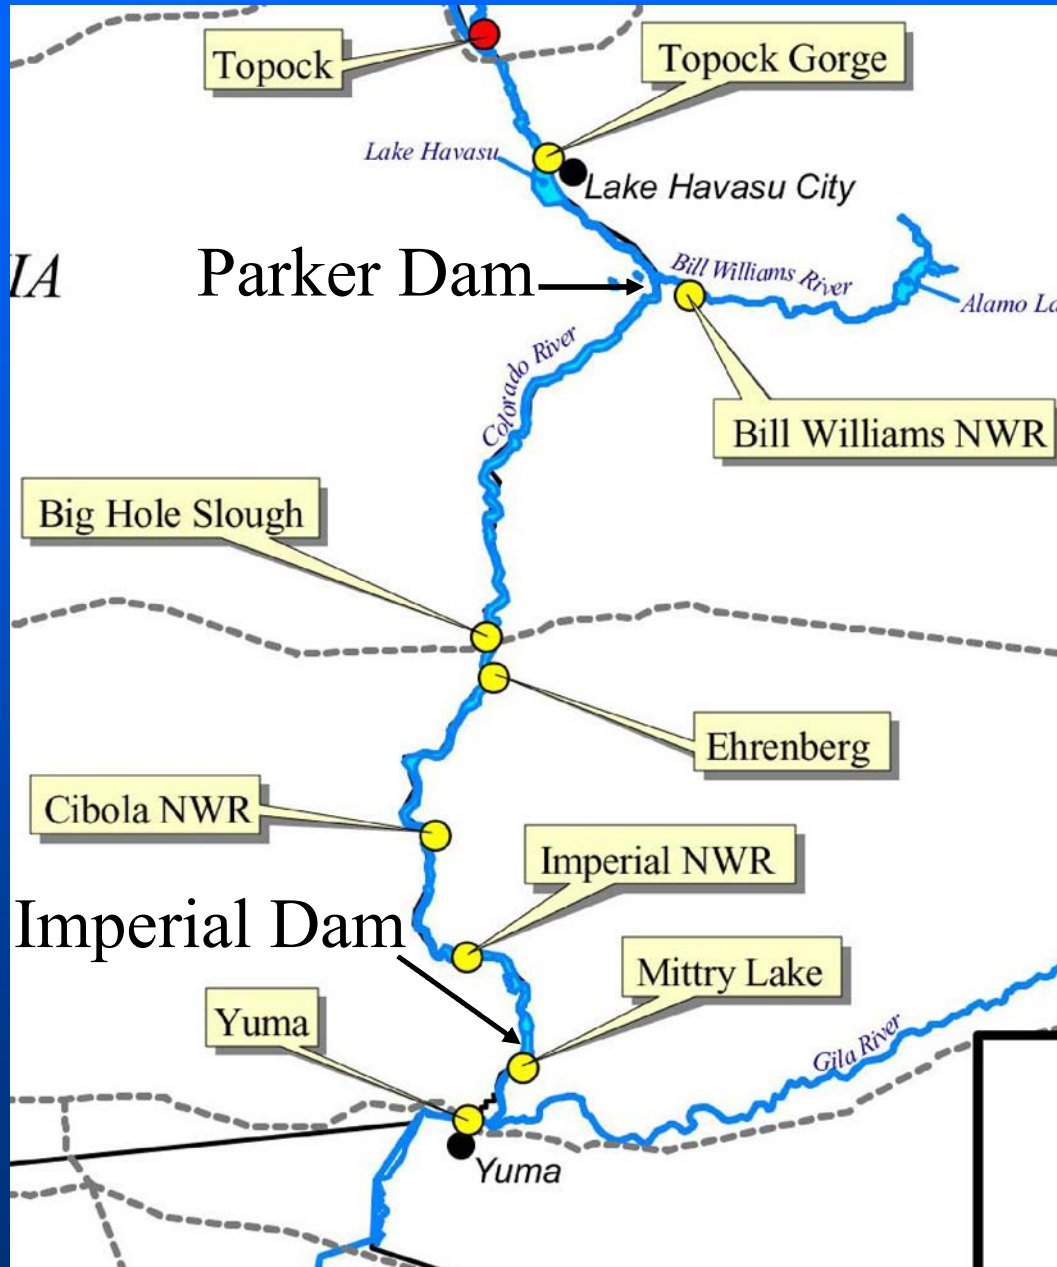 Topock
Topock Gorge
Lake Havasu
Lake Havasu City
IA
Parker Dam
Bill Williams River
Alamo La
Colorado River
Bill Williams NWR
Big Hole Slough
Ehrenberg
Cibola NWR
Imperial NWR
Imperial Dam
Mittry Lake
Yuma
Gila River
Yuma